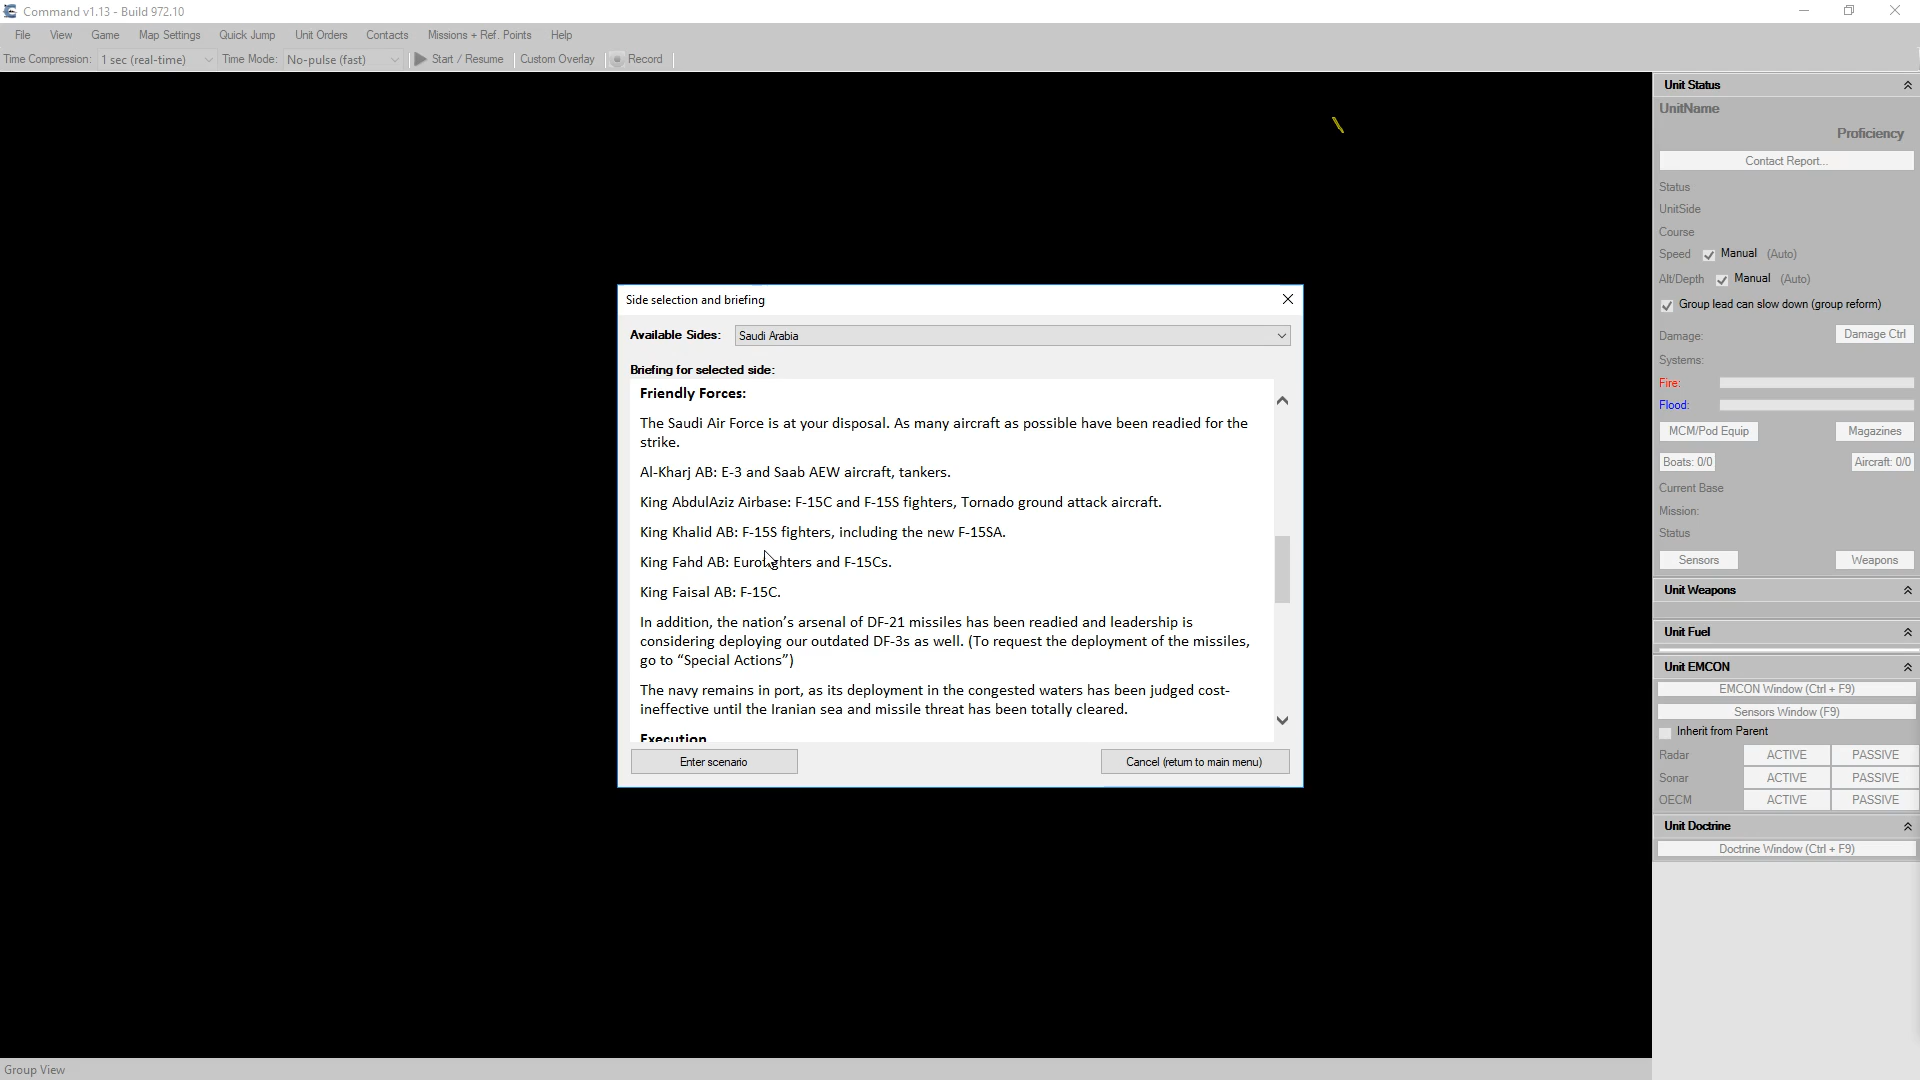 Command v1.13 - Build 972.10
File View Game Map Settings Quick Jump Unit Orders Contacts Missions + Ref. Points Help
Time Compression: 1 sec (real-time) Time Mode: No-pulse (fast) Start / Resume Custom Overlay Record
Side selection and briefing
Available Sides: Saudi Arabia
Briefing for selected side:
Friendly Forces:
The Saudi Air Force is at your disposal. As many aircraft as possible have been readied for the
strike.
Al-Kharj AB: E-3 and Saab AEW aircraft, tankers.
King AbdulAziz Airbase: F-15C and F-15S fighters, Tornado ground attack aircraft.
King Khalid AB: F-15S fighters, including the new F-15SA.
King Fahd AB: Eurofighters and F-15Cs.
King Faisal AB: F-15C.
In addition, the nation's arsenal of DF-21 missiles has been readied and leadership is
considering deploying our outdated DF-3s as well. (To request the deployment of the missiles,
go to “Special Actions”)
The navy remains in port, as its deployment in the congested waters has been judged cost-
ineffective until the Iranian sea and missile threat has been totally cleared.
Execution
Enter scenario
Cancel (return to main menu)
Unit Status
UnitName
Proficiency
Contact Report...
Status
UnitSide
Course
Speed Manual (Auto)
Alt/Depth Manual (Auto)
Group lead can slow down (group reform)
Damage: Damage Ctrl
Systems:
Fire:
Flood:
MCM/Pod Equip Magazines
Boats: 0/0 Aircraft: 0/0
Current Base
Mission:
Status
Sensors Weapons
Unit Weapons
Unit Fuel
Unit EMCON
EMCON Window (Ctrl + F9)
Sensors Window (F9)
Inherit from Parent
Radar ACTIVE PASSIVE
Sonar ACTIVE PASSIVE
OECM ACTIVE PASSIVE
Unit Doctrine
Doctrine Window (Ctrl + F9)
Group View